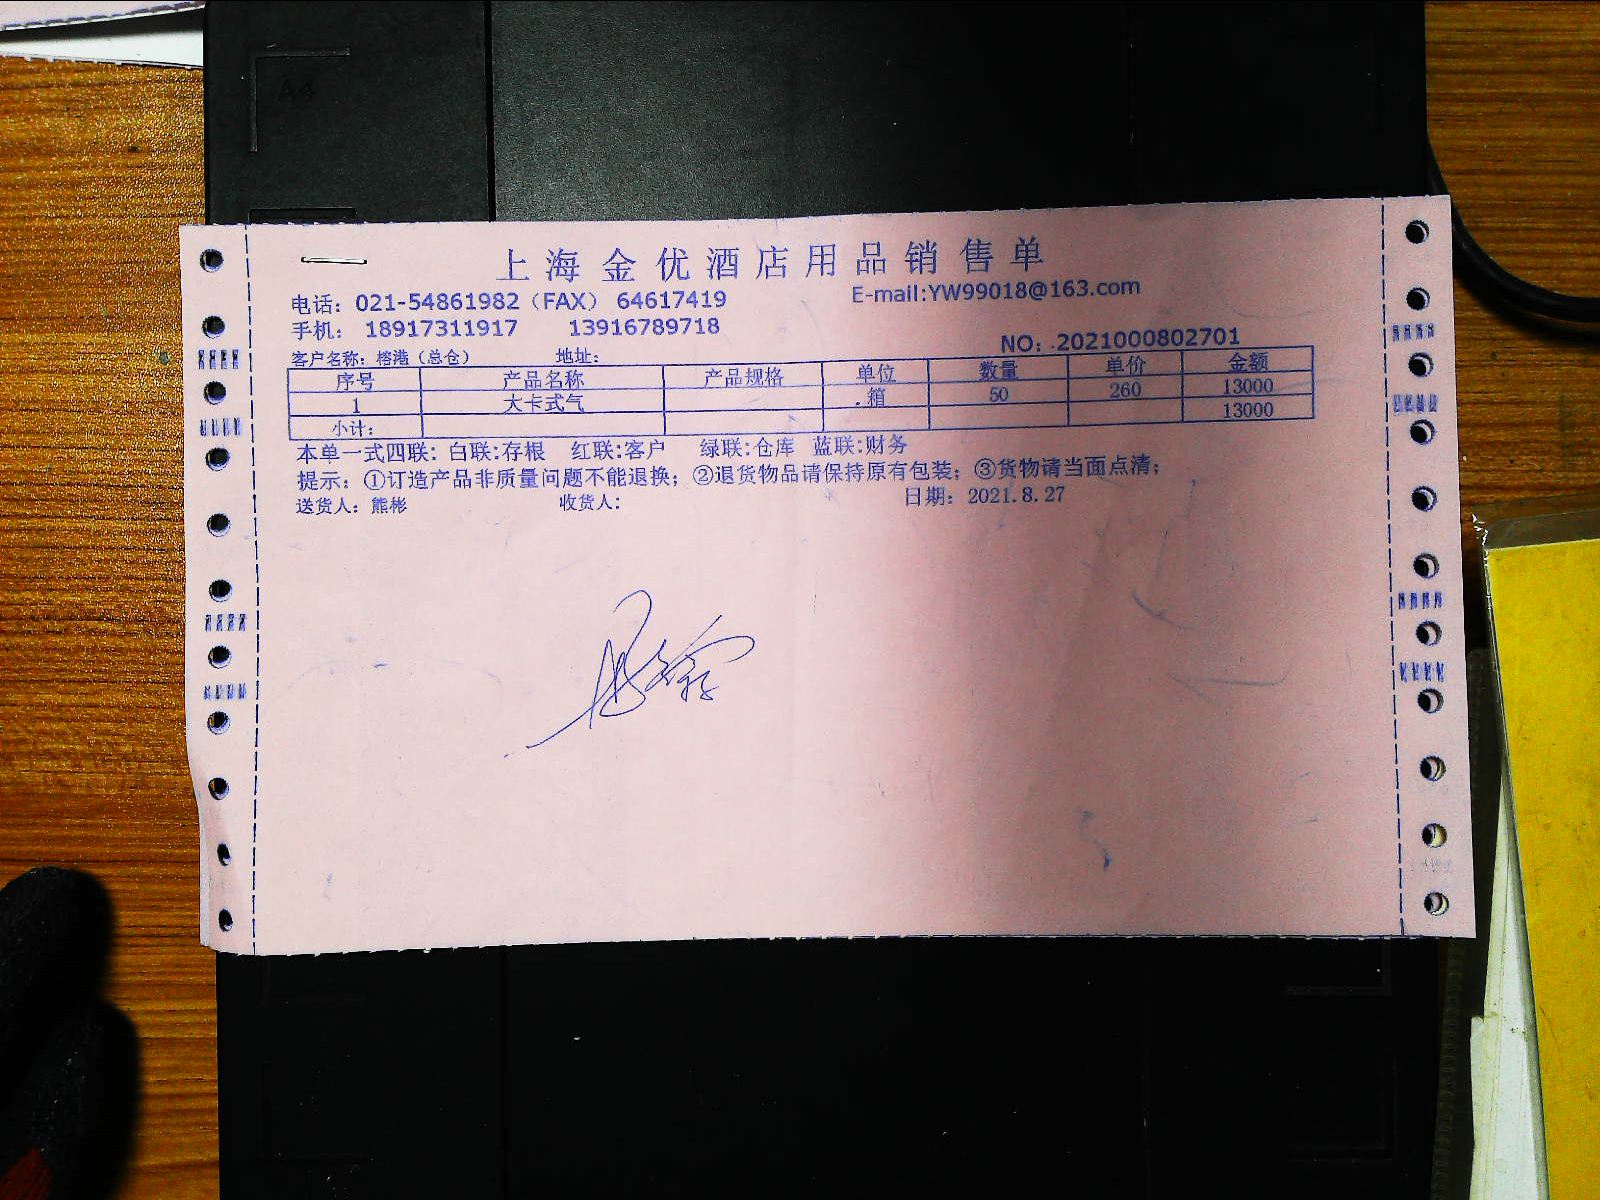 A4
上海金优酒店用品销售单
电话：021-54861982（FAX） 64617419 E-mail:YW99018@163.com
手机： 18917311917 13916789718
NO：.2021000802701
客户名称：榕港（总仓） 地址：
序号 产品名称 产品规格 单位 数量 单价 金额
1 大卡式气 .箱 50 260 13000
小计： 13000
本单一式四联：白联:存根 红联:客户 绿联:仓库 蓝联:财务
提示：①订造产品非质量问题不能退换；②退货物品请保持原有包装；③货物请当面点清；
送货人：熊彬 收货人： 日期：2021.8.27